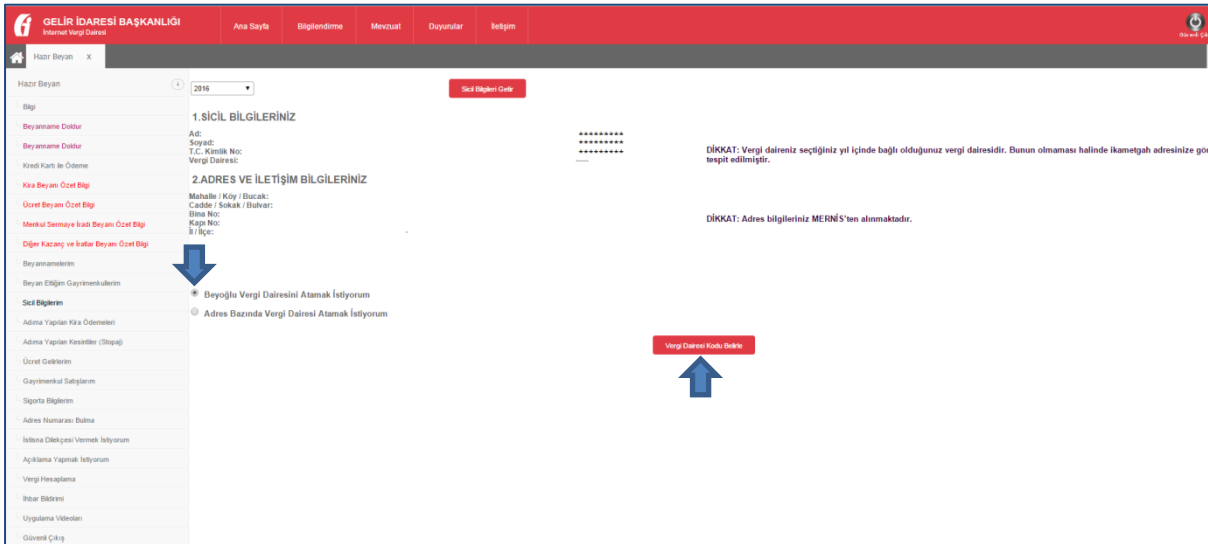 GELİR İDARESİ BAŞKANLIĞI
İnternet Vergi Dairesi
Ana Sayfa
Bilgilendirme
Mevzuat
Duyurular
İletişim
Güvenli Çık
Hazır Beyan X
Hazır Beyan
Bilgi
Beyanname Doldur
Beyanname Doldur
Kredi Kartı ile Ödeme
Kira Beyanı Özet Bilgi
Ücret Beyanı Özet Bilgi
Menkul Sermaye İradı Beyanı Özet Bilgi
Diğer Kazanç ve İratlar Beyanı Özet Bilgi
Beyannamelerim
Beyan Ettiğim Gayrimenkullerim
Sicil Bilgilerim
Adıma Yapılan Kira Ödemeleri
Adıma Yapılan Kesintiler (Stopaj)
Ücret Gelirlerim
Gayrimenkul Satışlarım
Sigorta Bilgilerim
Adres Numarası Bulma
İstisna Dilekçesi Vermek İstiyorum
Açıklama Yapmak İstiyorum
Vergi Hesaplama
İhbar Bildirimi
Uygulama Videoları
Güvenli Çıkış
2016
Sicil Bilgileri Getir
1.SİCİL BİLGİLERİNİZ
Ad: *********
Soyad: *********
T.C. Kimlik No: *********
Vergi Dairesi: ----
DİKKAT: Vergi daireniz seçtiğiniz yıl içinde bağlı olduğunuz vergi dairesidir. Bunun olmaması halinde ikametgah adresinize gör
tespit edilmiştir.
2.ADRES VE İLETİŞİM BİLGİLERİNİZ
Mahalle / Köy / Bucak:
Cadde / Sokak / Bulvar:
Bina No:
Kapı No:
İl / İlçe: -
DİKKAT: Adres bilgileriniz MERNİS'ten alınmaktadır.
Beyoğlu Vergi Dairesini Atamak İstiyorum
Adres Bazında Vergi Dairesi Atamak İstiyorum
Vergi Dairesi Kodu Belirle